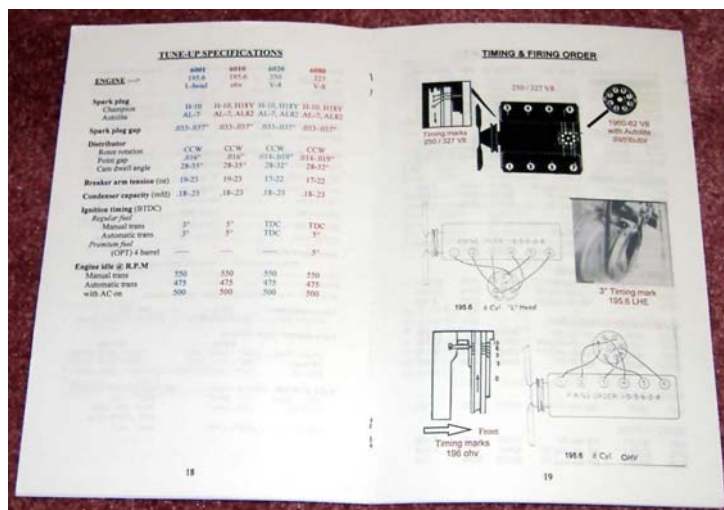 TUNE-UP SPECIFICATIONS
6001 6010 6020 6080
ENGINE 195.6 195.6 250 327
L-head ohv V-8 V-8
Spark plug
Champion H-10 H-10, H18Y H-10, H18Y H-10, H18Y
Autolite AL-7 AL-7, AL82 AL-7, AL82 AL-7, AL82
Spark plug gap .033-.037" .033-.037" .033-.037" .033-.037"
Distributor
Rotor rotation CCW CCW CCW CCW
Point gap .016" .016" .014-.019" .014-.019"
Cam dwell angle 28-35° 28-35° 28-32° 28-32°
Breaker arm tension (oz) 19-23 19-23 17-22 17-22
Condenser capacity (mfd) .18-.23 .18-.23 .18-.23 .18-.23
Ignition timing (BTDC)
Regular fuel
Manual trans 3° 5° TDC TDC
Automatic trans 3° 5° TDC 5°
Premium fuel
(OPT) 4 barrel ---- ---- ---- 5°
Engine idle @ R.P.M
Manual trans 550 550 550 550
Automatic trans 475 475 475 475
with AC on 500 500 500 500
18
TIMING & FIRING ORDER
250 / 327 V8
Timing marks
250 / 327 V8
1960-62 V8
with Autolite
distributor
195.6 6 Cyl. "L" Head
3° Timing mark
195.6 LHE
Front
Timing marks
196 ohv
FIRING ORDER 1-5-3-6-2-4
195.6 6 Cyl. OHV
19